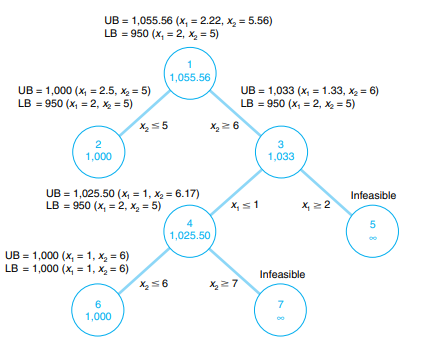 UB = 1,055.56 (x₁ = 2.22, x₂ = 5.56)
LB = 950 (x₁ = 2, x₂ = 5)
1
1,055.56
UB = 1,000 (x₁ = 2.5, x₂ = 5)
LB = 950 (x₁ = 2, x₂ = 5)
UB = 1,033 (x₁ = 1.33, x₂ = 6)
LB = 950 (x₁ = 2, x₂ = 5)
x₂ ≤ 5
x₂ ≥ 6
2
1,000
3
1,033
UB = 1,025.50 (x₁ = 1, x₂ = 6.17)
LB = 950 (x₁ = 2, x₂ = 5)
x₁ ≤ 1
x₁ ≥ 2
Infeasible
4
1,025.50
5
∞
UB = 1,000 (x₁ = 1, x₂ = 6)
LB = 1,000 (x₁ = 1, x₂ = 6)
x₂ ≤ 6
x₂ ≥ 7
Infeasible
6
1,000
7
∞